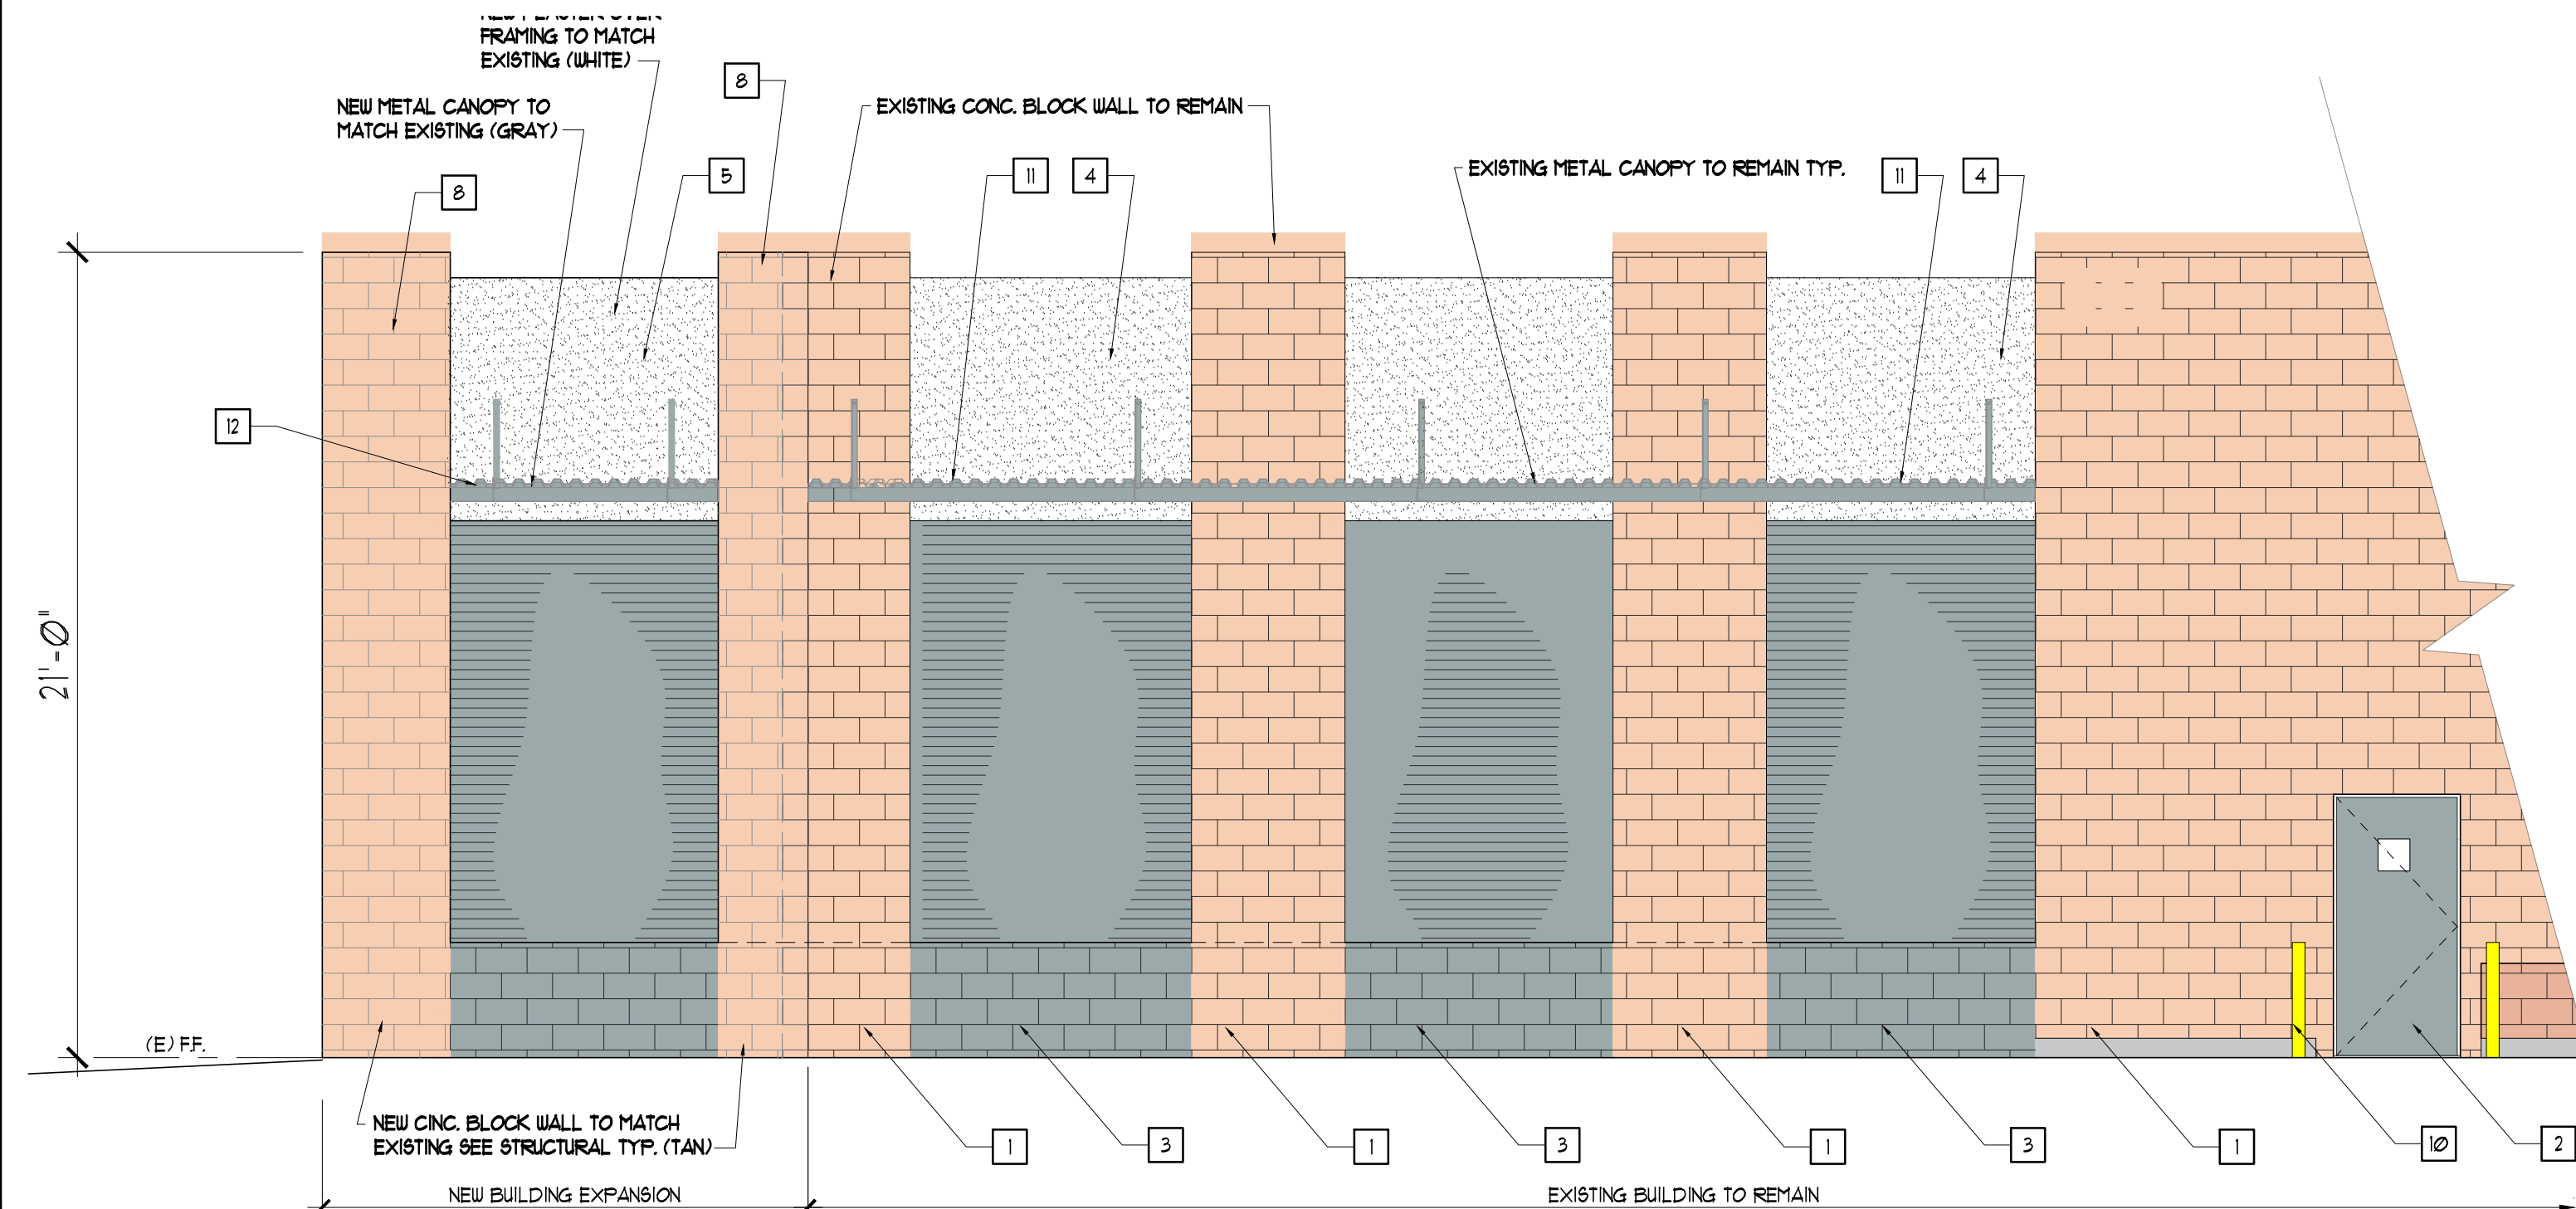 FRAMING TO MATCH
EXISTING (WHITE)
8
NEW METAL CANOPY TO
MATCH EXISTING (GRAY)
EXISTING CONC. BLOCK WALL TO REMAIN
8
5
11
4
EXISTING METAL CANOPY TO REMAIN TYP.
11
4
12
21'-0"
(E) F.F.
NEW CINC. BLOCK WALL TO MATCH
EXISTING SEE STRUCTURAL TYP. (TAN)
1
3
1
3
1
3
1
10
2
NEW BUILDING EXPANSION
EXISTING BUILDING TO REMAIN